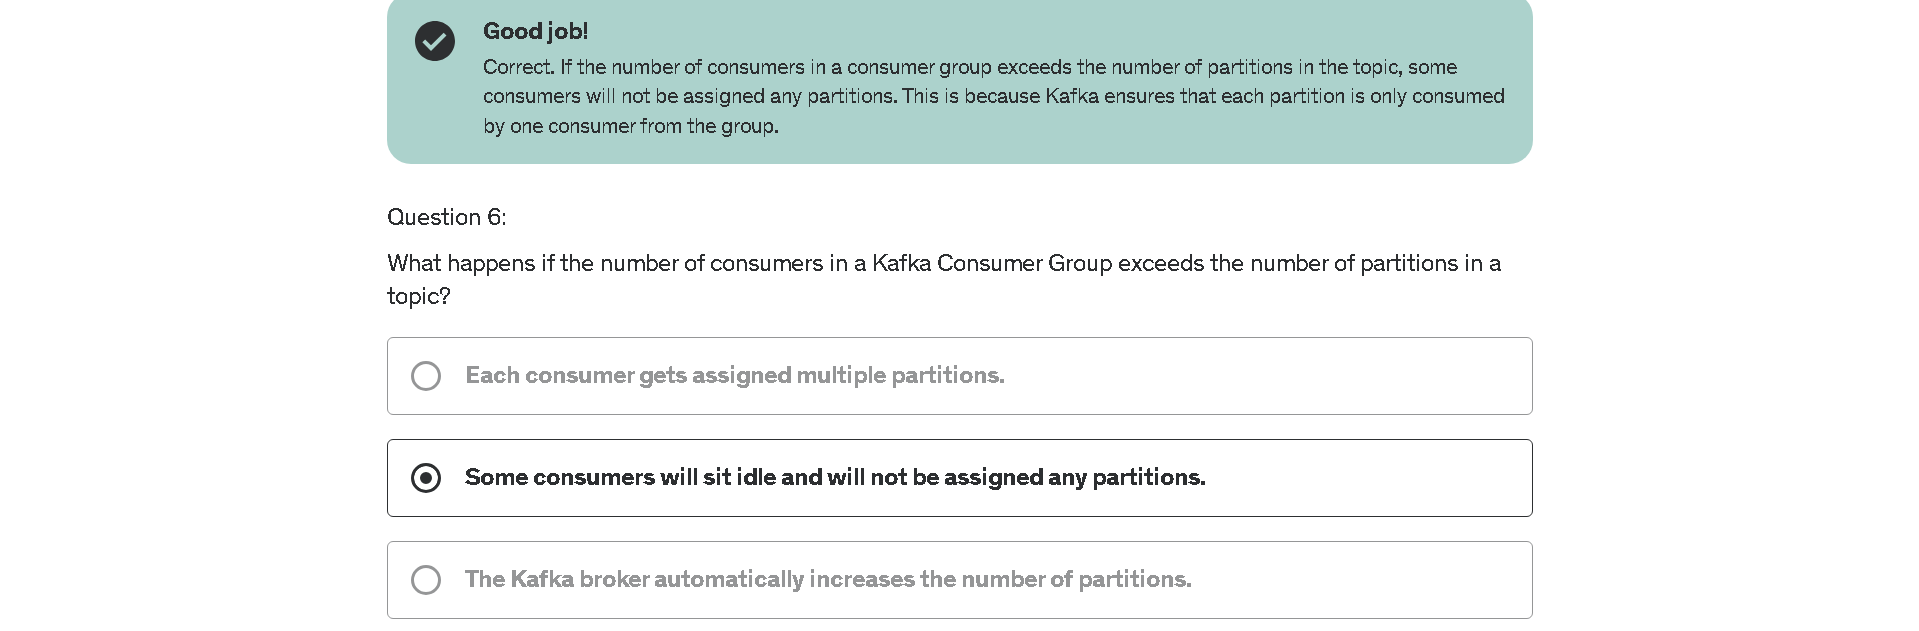 Good job!
Correct. If the number of consumers in a consumer group exceeds the number of partitions in the topic, some
consumers will not be assigned any partitions. This is because Kafka ensures that each partition is only consumed
by one consumer from the group.
Question 6:
What happens if the number of consumers in a Kafka Consumer Group exceeds the number of partitions in a
topic?
Each consumer gets assigned multiple partitions.
Some consumers will sit idle and will not be assigned any partitions.
The Kafka broker automatically increases the number of partitions.